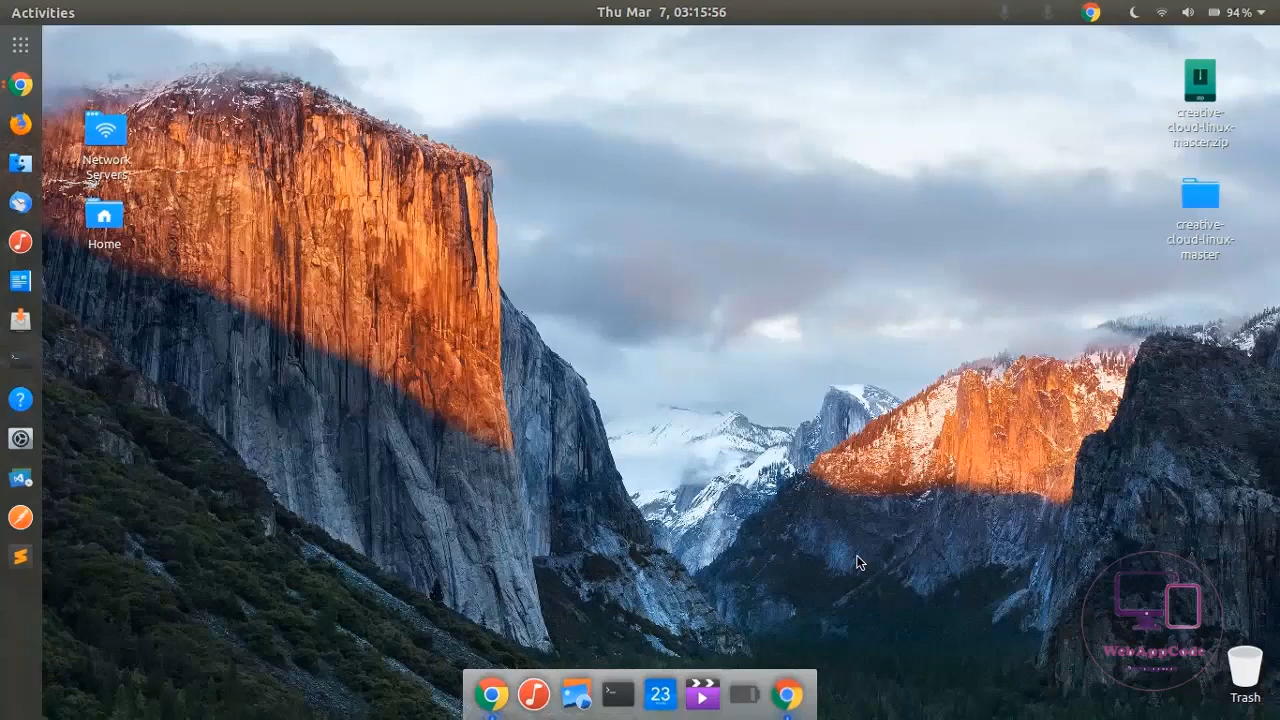 Activities
Thu Mar  7, 03:15:56
94 %
Network
Servers
Home
creative-
cloud-linux-
master.zip
creative-
cloud-linux-
master
23
WebAppCode
Trash